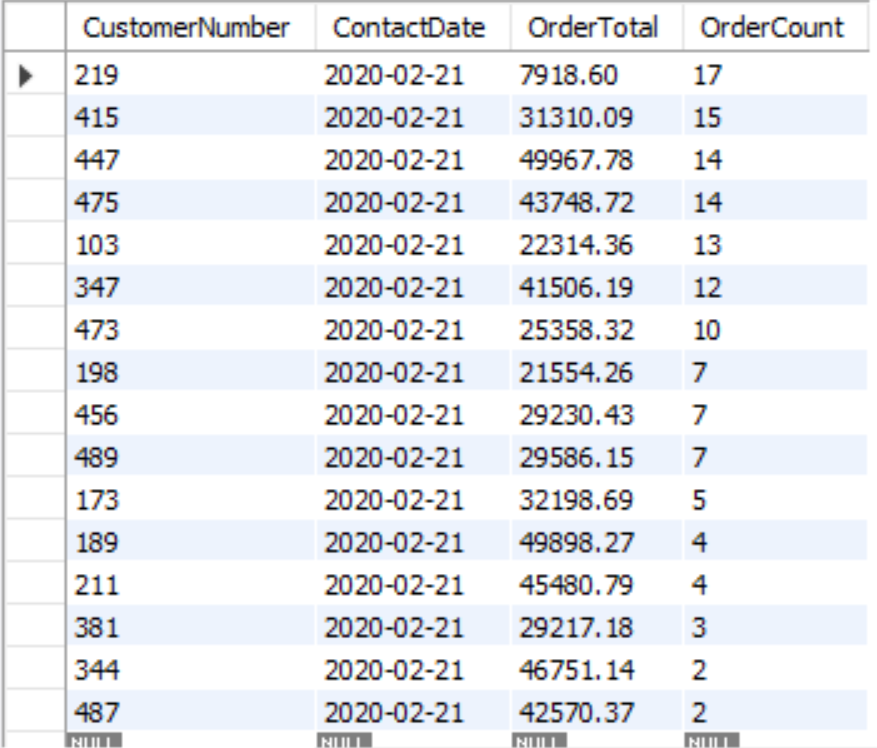 CustomerNumber ContactDate OrderTotal OrderCount
219 2020-02-21 7918.60 17
415 2020-02-21 31310.09 15
447 2020-02-21 49967.78 14
475 2020-02-21 43748.72 14
103 2020-02-21 22314.36 13
347 2020-02-21 41506.19 12
473 2020-02-21 25358.32 10
198 2020-02-21 21554.26 7
456 2020-02-21 29230.43 7
489 2020-02-21 29586.15 7
173 2020-02-21 32198.69 5
189 2020-02-21 49898.27 4
211 2020-02-21 45480.79 4
381 2020-02-21 29217.18 3
344 2020-02-21 46751.14 2
487 2020-02-21 42570.37 2
NULL NULL NULL NULL